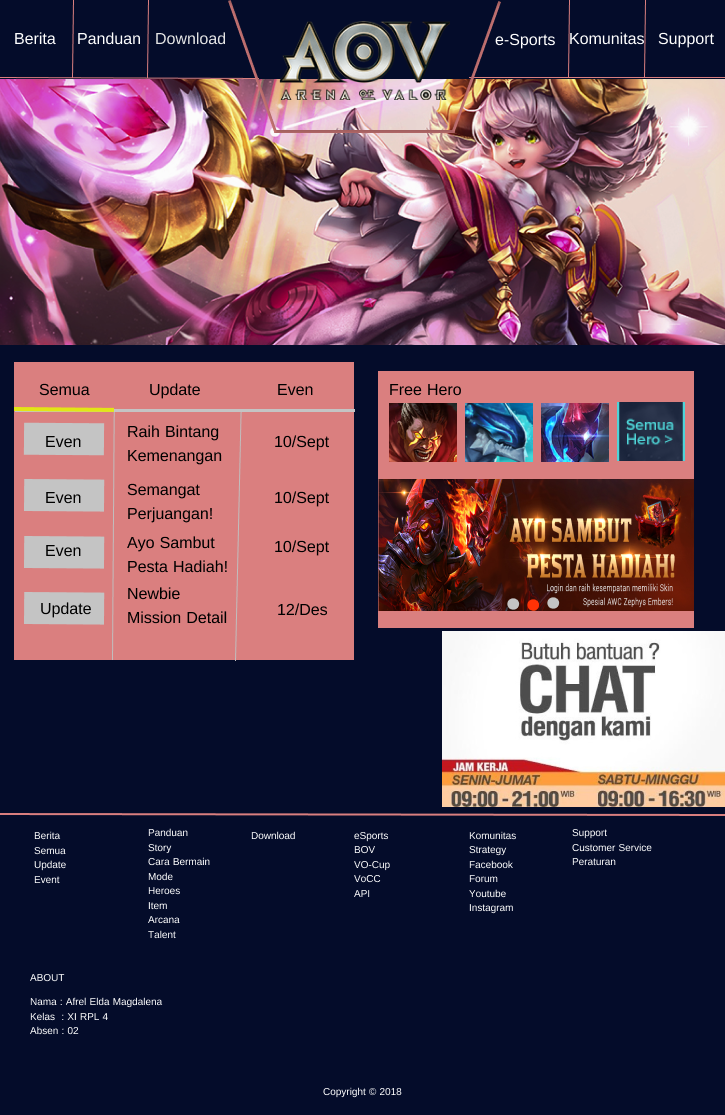 Berita
Panduan
Download
AOV
ARENA OF VALOR
e-Sports
Komunitas
Support
Semua
Update
Even
Even
Raih Bintang
Kemenangan
10/Sept
Even
Semangat
Perjuangan!
10/Sept
Even
Ayo Sambut
Pesta Hadiah!
10/Sept
Update
Newbie
Mission Detail
12/Des
Free Hero
Semua
Hero >
AYO SAMBUT
PESTA HADIAH!
Login dan raih kesempatan memiliki Skin
Spesial AWC Zephys Embers!
Butuh bantuan ?
CHAT
dengan kami
JAM KERJA
SENIN-JUMAT
09:00 - 21:00 WIB
SABTU-MINGGU
09:00 - 16:30 WIB
Berita
Semua
Update
Event
Panduan
Story
Cara Bermain
Mode
Heroes
Item
Arcana
Talent
Download
eSports
BOV
VO-Cup
VoCC
API
Komunitas
Strategy
Facebook
Forum
Youtube
Instagram
Support
Customer Service
Peraturan
ABOUT
Nama : Afrel Elda Magdalena
Kelas : XI RPL 4
Absen : 02
Copyright © 2018